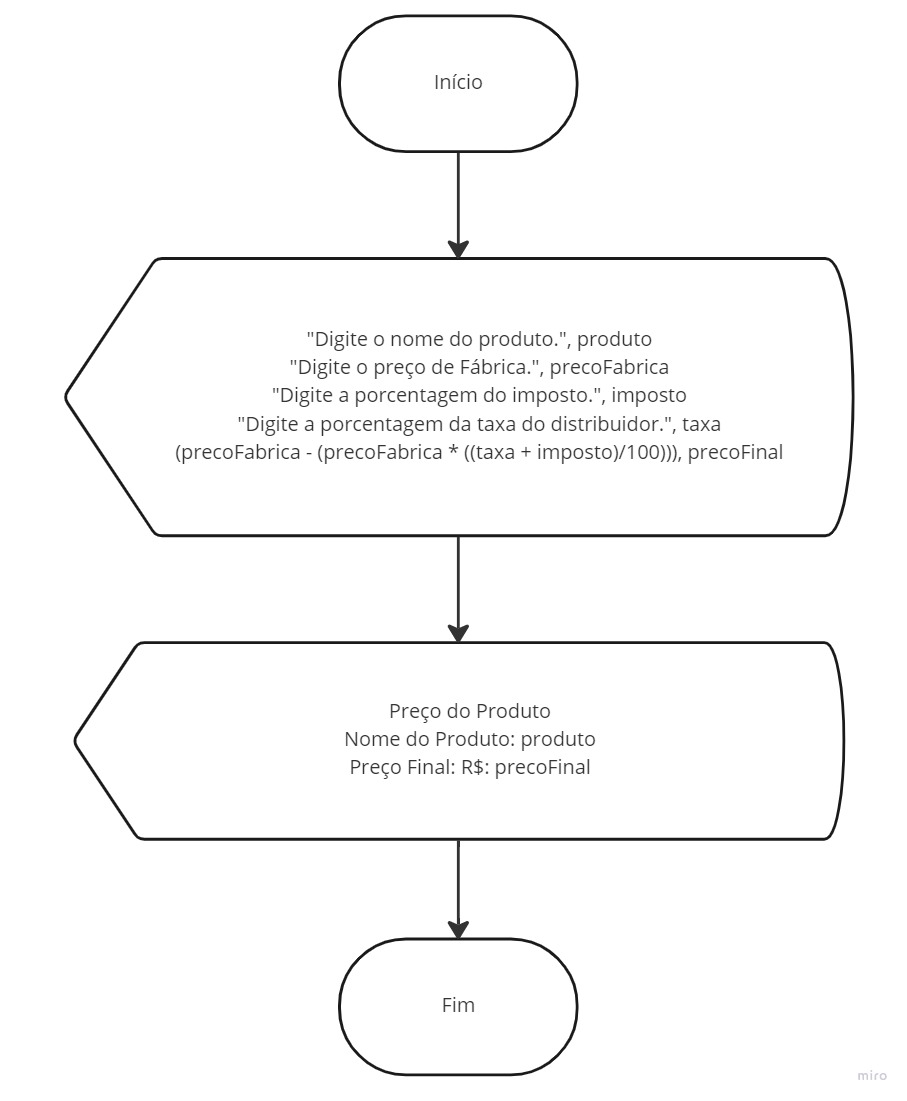 Início
"Digite o nome do produto.", produto
"Digite o preço de Fábrica.", precoFabrica
"Digite a porcentagem do imposto.", imposto
"Digite a porcentagem da taxa do distribuidor.", taxa
(precoFabrica - (precoFabrica * ((taxa + imposto)/100))), precoFinal
Preço do Produto
Nome do Produto: produto
Preço Final: R$: precoFinal
Fim
miro